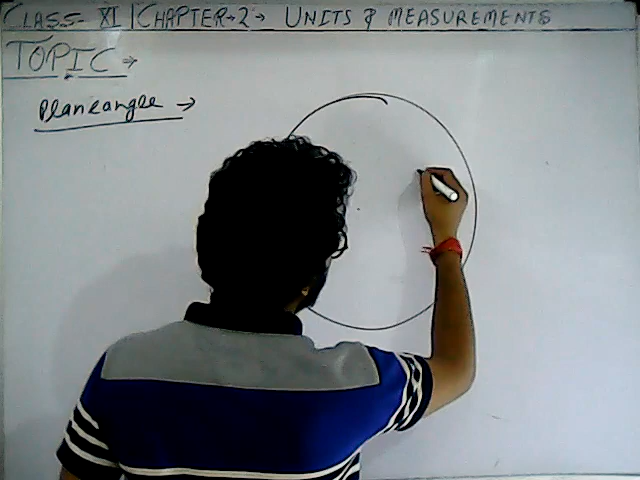 CLASS- XI | CHAPTER-2 → UNITS & MEASUREMENTS
TOPIC →
Planeangle →